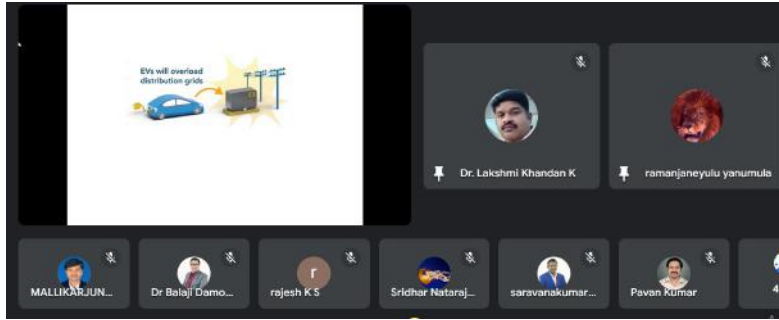 EVs will overload
distribution grids
Dr. Lakshmi Khandan K
ramanjaneyulu yanumula
MALLIKARJUN...
Dr Balaji Damo...
r
rajesh K S
Sridhar Nataraj...
saravanakumar...
Pavan Kumar
4